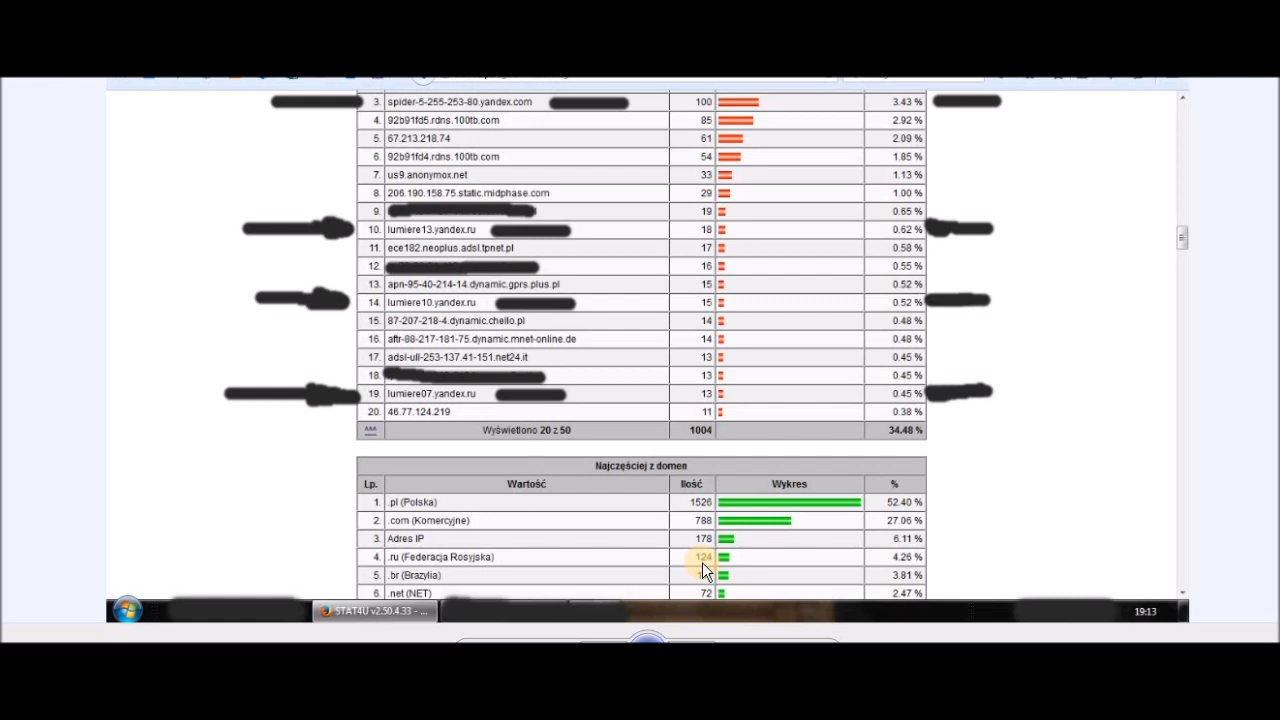 3. spider-5-255-253-80.yandex.com 100 3.43 %
4. 92b91fd5.rdns.100tb.com 85 2.92 %
5. 67.213.218.74 61 2.09 %
6. 92b91fd4.rdns.100tb.com 54 1.85 %
7. us9.anonymox.net 33 1.13 %
8. 206.190.158.75.static.midphase.com 29 1.00 %
9. 19 0.65 %
10. lumiere13.yandex.ru 18 0.62 %
11. ece182.neoplus.adsl.tpnet.pl 17 0.58 %
12. 16 0.55 %
13. apn-95-40-214-14.dynamic.gprs.plus.pl 15 0.52 %
14. lumiere10.yandex.ru 15 0.52 %
15. 87-207-218-4.dynamic.chello.pl 14 0.48 %
16. aftr-88-217-181-75.dynamic.mnet-online.de 14 0.48 %
17. adsl-ull-253-137.41-151.net24.it 13 0.45 %
18. 13 0.45 %
19. lumiere07.yandex.ru 13 0.45 %
20. 46.77.124.219 11 0.38 %
AAA Wyświetlono 20 z 50 1004 34.48 %
Najczęściej z domen
Lp. Wartość Ilość Wykres %
1. .pl (Polska) 1526 52.40 %
2. .com (Komercyjne) 788 27.06 %
3. Adres IP 178 6.11 %
4. .ru (Federacja Rosyjska) 124 4.26 %
5. .br (Brazylia) 3.81 %
6. .net (NET) 72 2.47 %
STAT4U v2.50.4.33 - ...
19:13